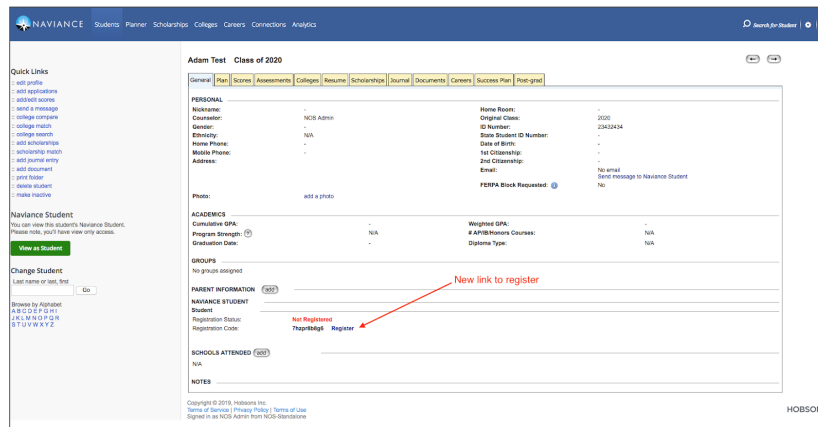 NAVIANCE Students Planner Scholarships Colleges Careers Connections Analytics Search for Student
Quick Links
:: edit profile
:: add applications
:: add/edit scores
:: send a message
:: college compare
:: college match
:: college search
:: add scholarships
:: scholarship match
:: add journal entry
:: add document
:: print folder
:: delete student
:: make inactive
Naviance Student
You can view this student's Naviance Student.
Please note, you'll have view only access.
View as Student
Change Student
Last name or last, first
Go
Browse by Alphabet
A B C D E F G H I
J K L M N O P Q R
S T U V W X Y Z
Adam Test Class of 2020
General Plan Scores Assessments Colleges Resume Scholarships Journal Documents Careers Success Plan Post-grad
PERSONAL
Nickname: - Home Room: -
Counselor: NOS Admin Original Class: 2020
Gender: - ID Number: 23432434
Ethnicity: N/A State Student ID Number: -
Home Phone: - Date of Birth: -
Mobile Phone: - 1st Citizenship: -
Address: 2nd Citizenship: -
Email: No email
Send message to Naviance Student
FERPA Block Requested: No
Photo: add a photo
ACADEMICS
Cumulative GPA: - Weighted GPA: -
Program Strength: N/A # AP/IB/Honors Courses: N/A
Graduation Date: - Diploma Type: N/A
GROUPS
No groups assigned
New link to register
PARENT INFORMATION add
NAVIANCE STUDENT
Student
Registration Status: Not Registered
Registration Code: 7hzpr8b8g6 Register
SCHOOLS ATTENDED add
N/A
NOTES
Copyright © 2019, Hobsons Inc.
Terms of Service | Privacy Policy | Terms of Use
Signed in as NOS Admin from NOS-Standalone
HOBSO